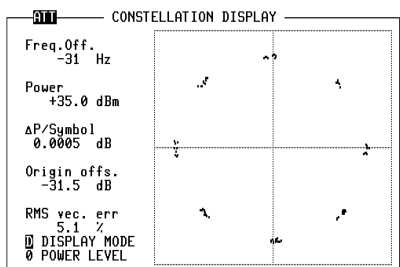 ATT CONSTELLATION DISPLAY
Freq.Off.
-31 Hz
Power
+35.0 dBm
ΔP/Symbol
0.0005 dB
Origin offs.
-31.5 dB
RMS vec. err
5.1 %
D DISPLAY MODE
0 POWER LEVEL